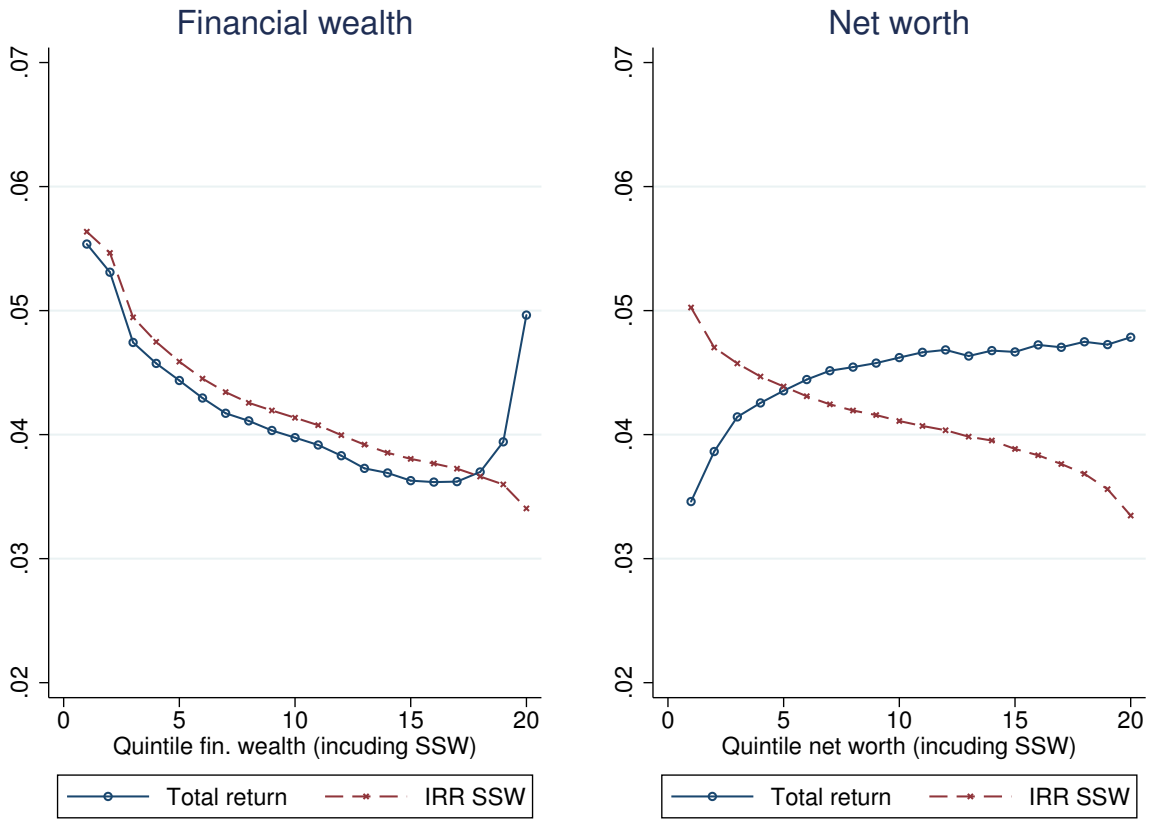 Financial wealth
.07
.06
.05
.04
.03
.02
0 5 10 15 20
Quintile fin. wealth (incuding SSW)
Total return IRR SSW
Net worth
.07
.06
.05
.04
.03
.02
0 5 10 15 20
Quintile net worth (incuding SSW)
Total return IRR SSW